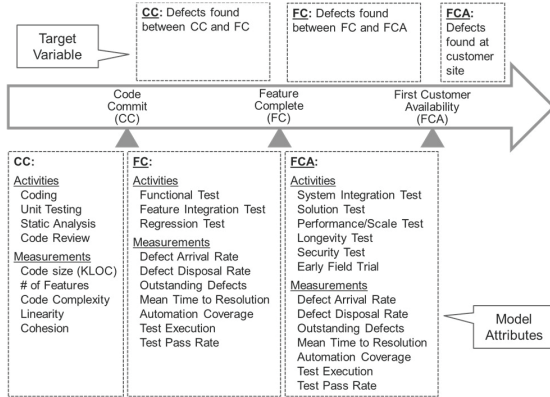 Target
Variable
CC: Defects found
between CC and FC
FC: Defects found
between FC and FCA
FCA:
Defects
found at
customer
site
Code
Commit
(CC)
Feature
Complete
(FC)
First Customer
Availability
(FCA)
CC:
Activities
Coding
Unit Testing
Static Analysis
Code Review
Measurements
Code size (KLOC)
# of Features
Code Complexity
Linearity
Cohesion
FC:
Activities
Functional Test
Feature Integration Test
Regression Test
Measurements
Defect Arrival Rate
Defect Disposal Rate
Outstanding Defects
Mean Time to Resolution
Automation Coverage
Test Execution
Test Pass Rate
FCA:
Activities
System Integration Test
Solution Test
Performance/Scale Test
Longevity Test
Security Test
Early Field Trial
Measurements
Defect Arrival Rate
Defect Disposal Rate
Outstanding Defects
Mean Time to Resolution
Automation Coverage
Test Execution
Test Pass Rate
Model
Attributes